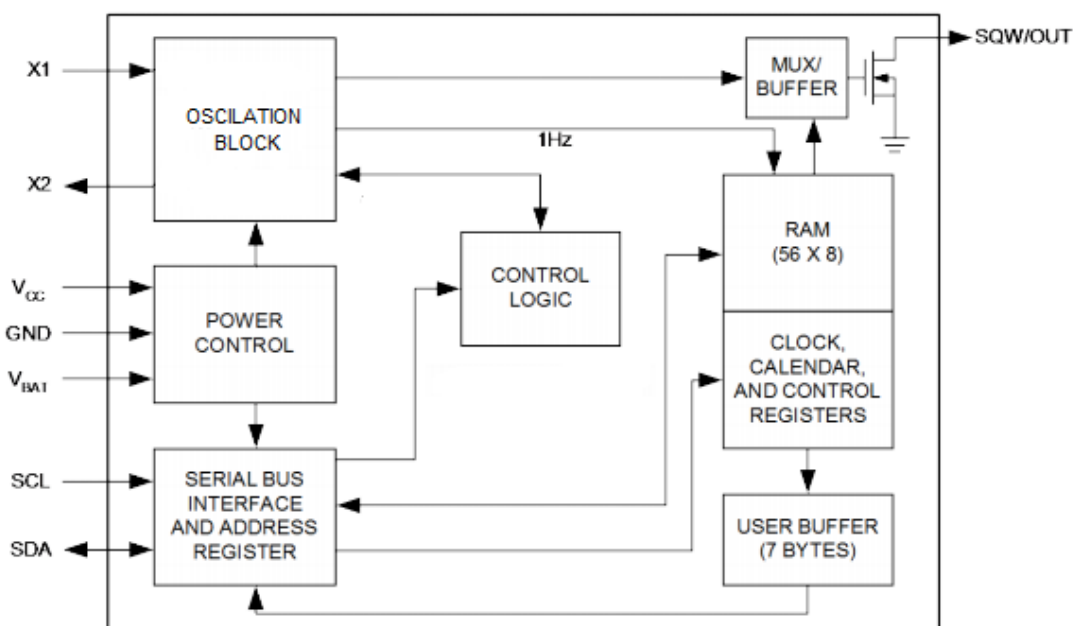 SQW/OUT
X1
MUX/
BUFFER
OSCILATION
BLOCK
1Hz
X2
RAM
(56 X 8)
CONTROL
LOGIC
VCC
GND
VBAT
POWER
CONTROL
CLOCK,
CALENDAR,
AND CONTROL
REGISTERS
SCL
SDA
SERIAL BUS
INTERFACE
AND ADDRESS
REGISTER
USER BUFFER
(7 BYTES)